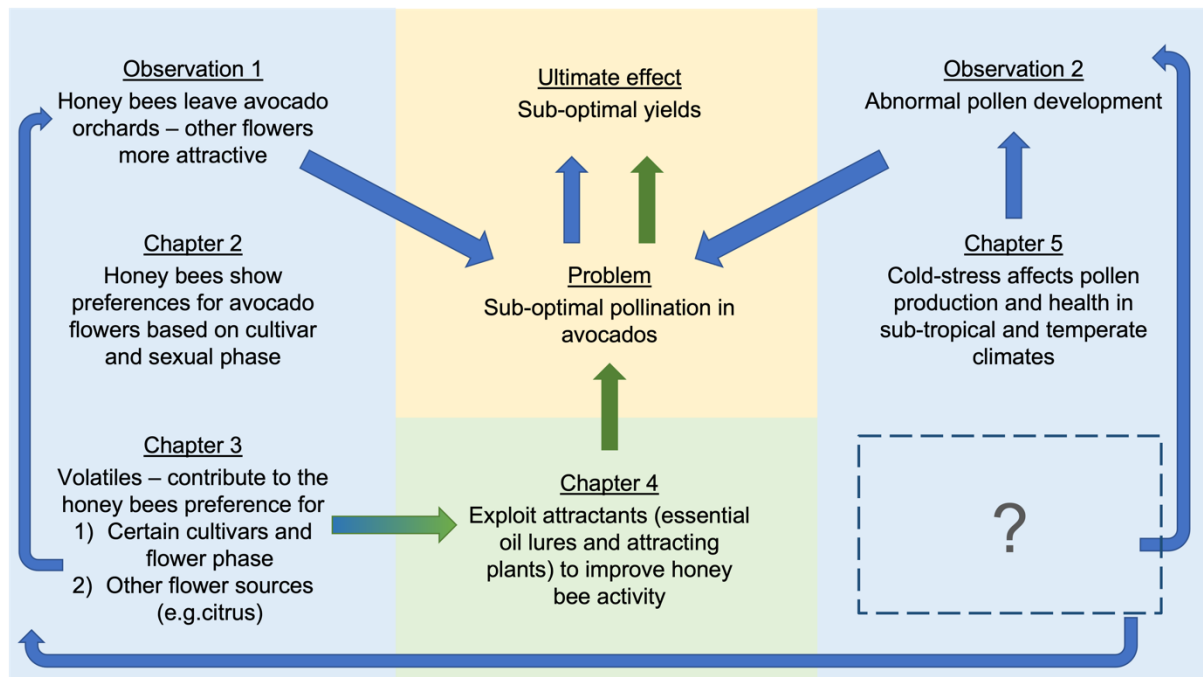 Observation 1
Honey bees leave avocado
orchards – other flowers
more attractive
Chapter 2
Honey bees show
preferences for avocado
flowers based on cultivar
and sexual phase
Chapter 3
Volatiles – contribute to the
honey bees preference for
1) Certain cultivars and
flower phase
2) Other flower sources
(e.g.citrus)
Ultimate effect
Sub-optimal yields
Problem
Sub-optimal pollination in
avocados
Chapter 4
Exploit attractants (essential
oil lures and attracting
plants) to improve honey
bee activity
Observation 2
Abnormal pollen development
Chapter 5
Cold-stress affects pollen
production and health in
sub-tropical and temperate
climates
?